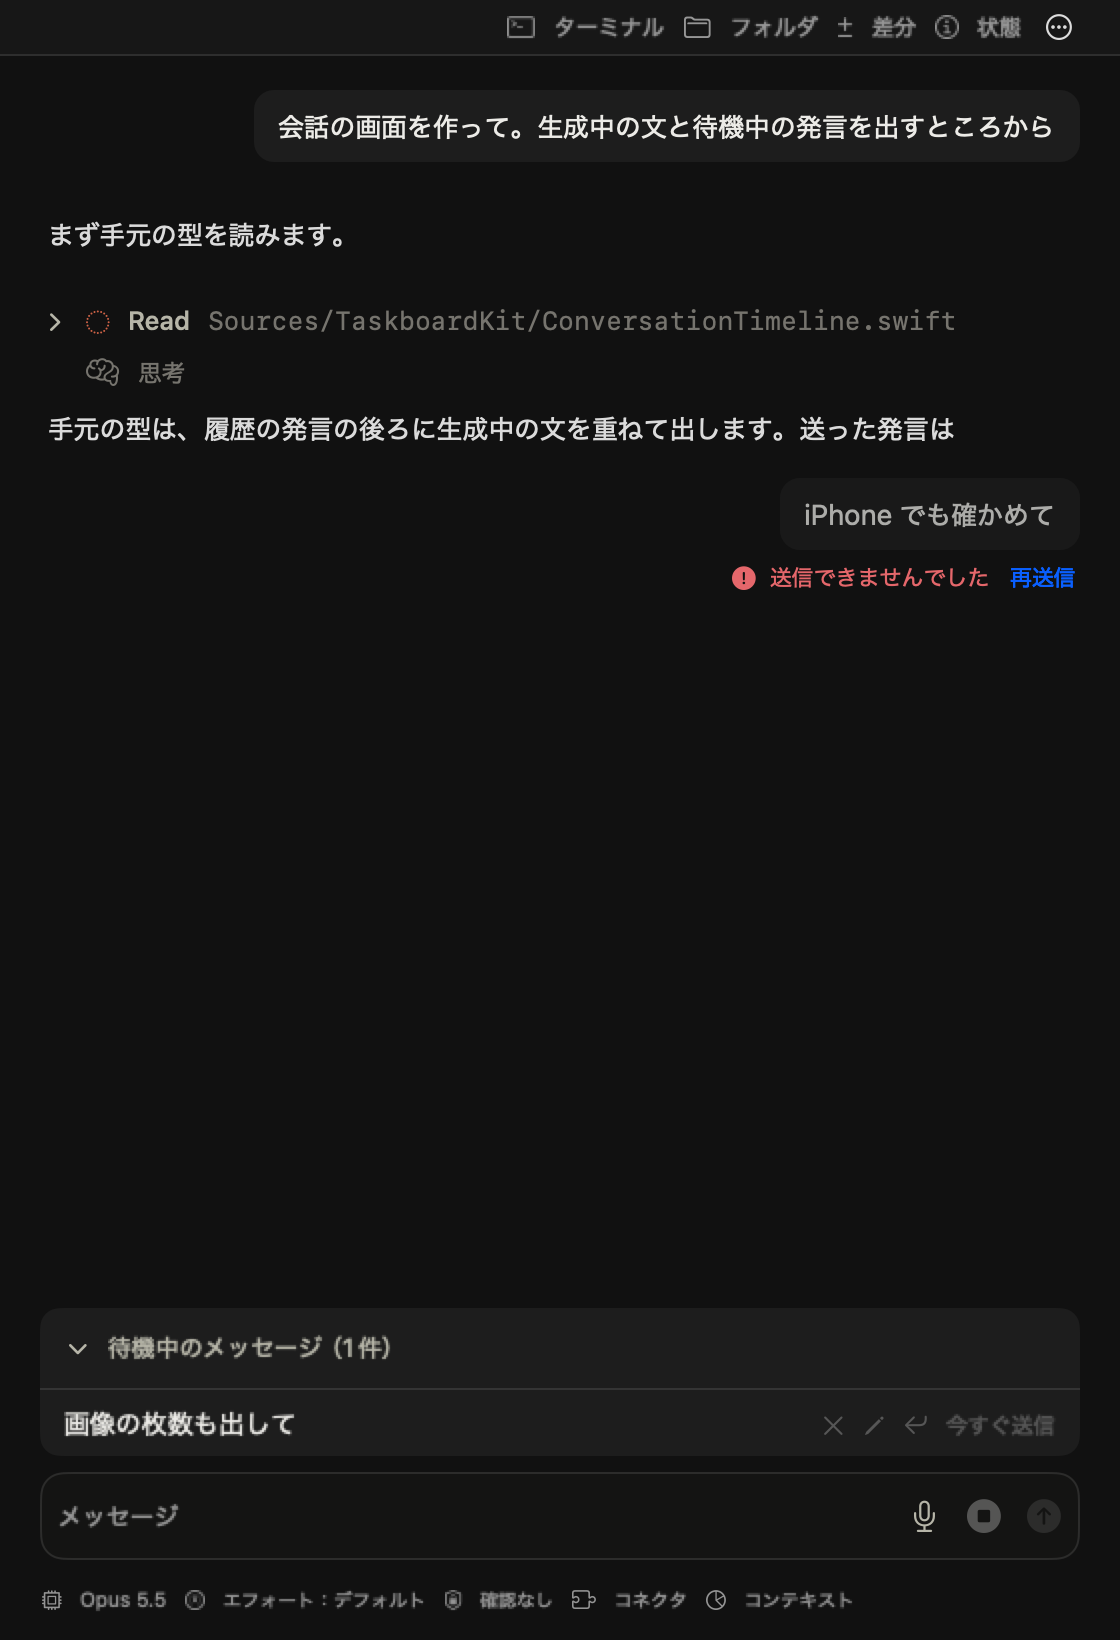 ターミナル フォルダ 差分 状態
会話の画面を作って。生成中の文と待機中の発言を出すところから
まず手元の型を読みます。
Read Sources/TaskboardKit/ConversationTimeline.swift
思考
手元の型は、履歴の発言の後ろに生成中の文を重ねて出します。送った発言は
iPhone でも確かめて
送信できませんでした 再送信
待機中のメッセージ (1件)
画像の枚数も出して 今すぐ送信
メッセージ
Opus 5.5 エフォート：デフォルト 確認なし コネクタ コンテキスト